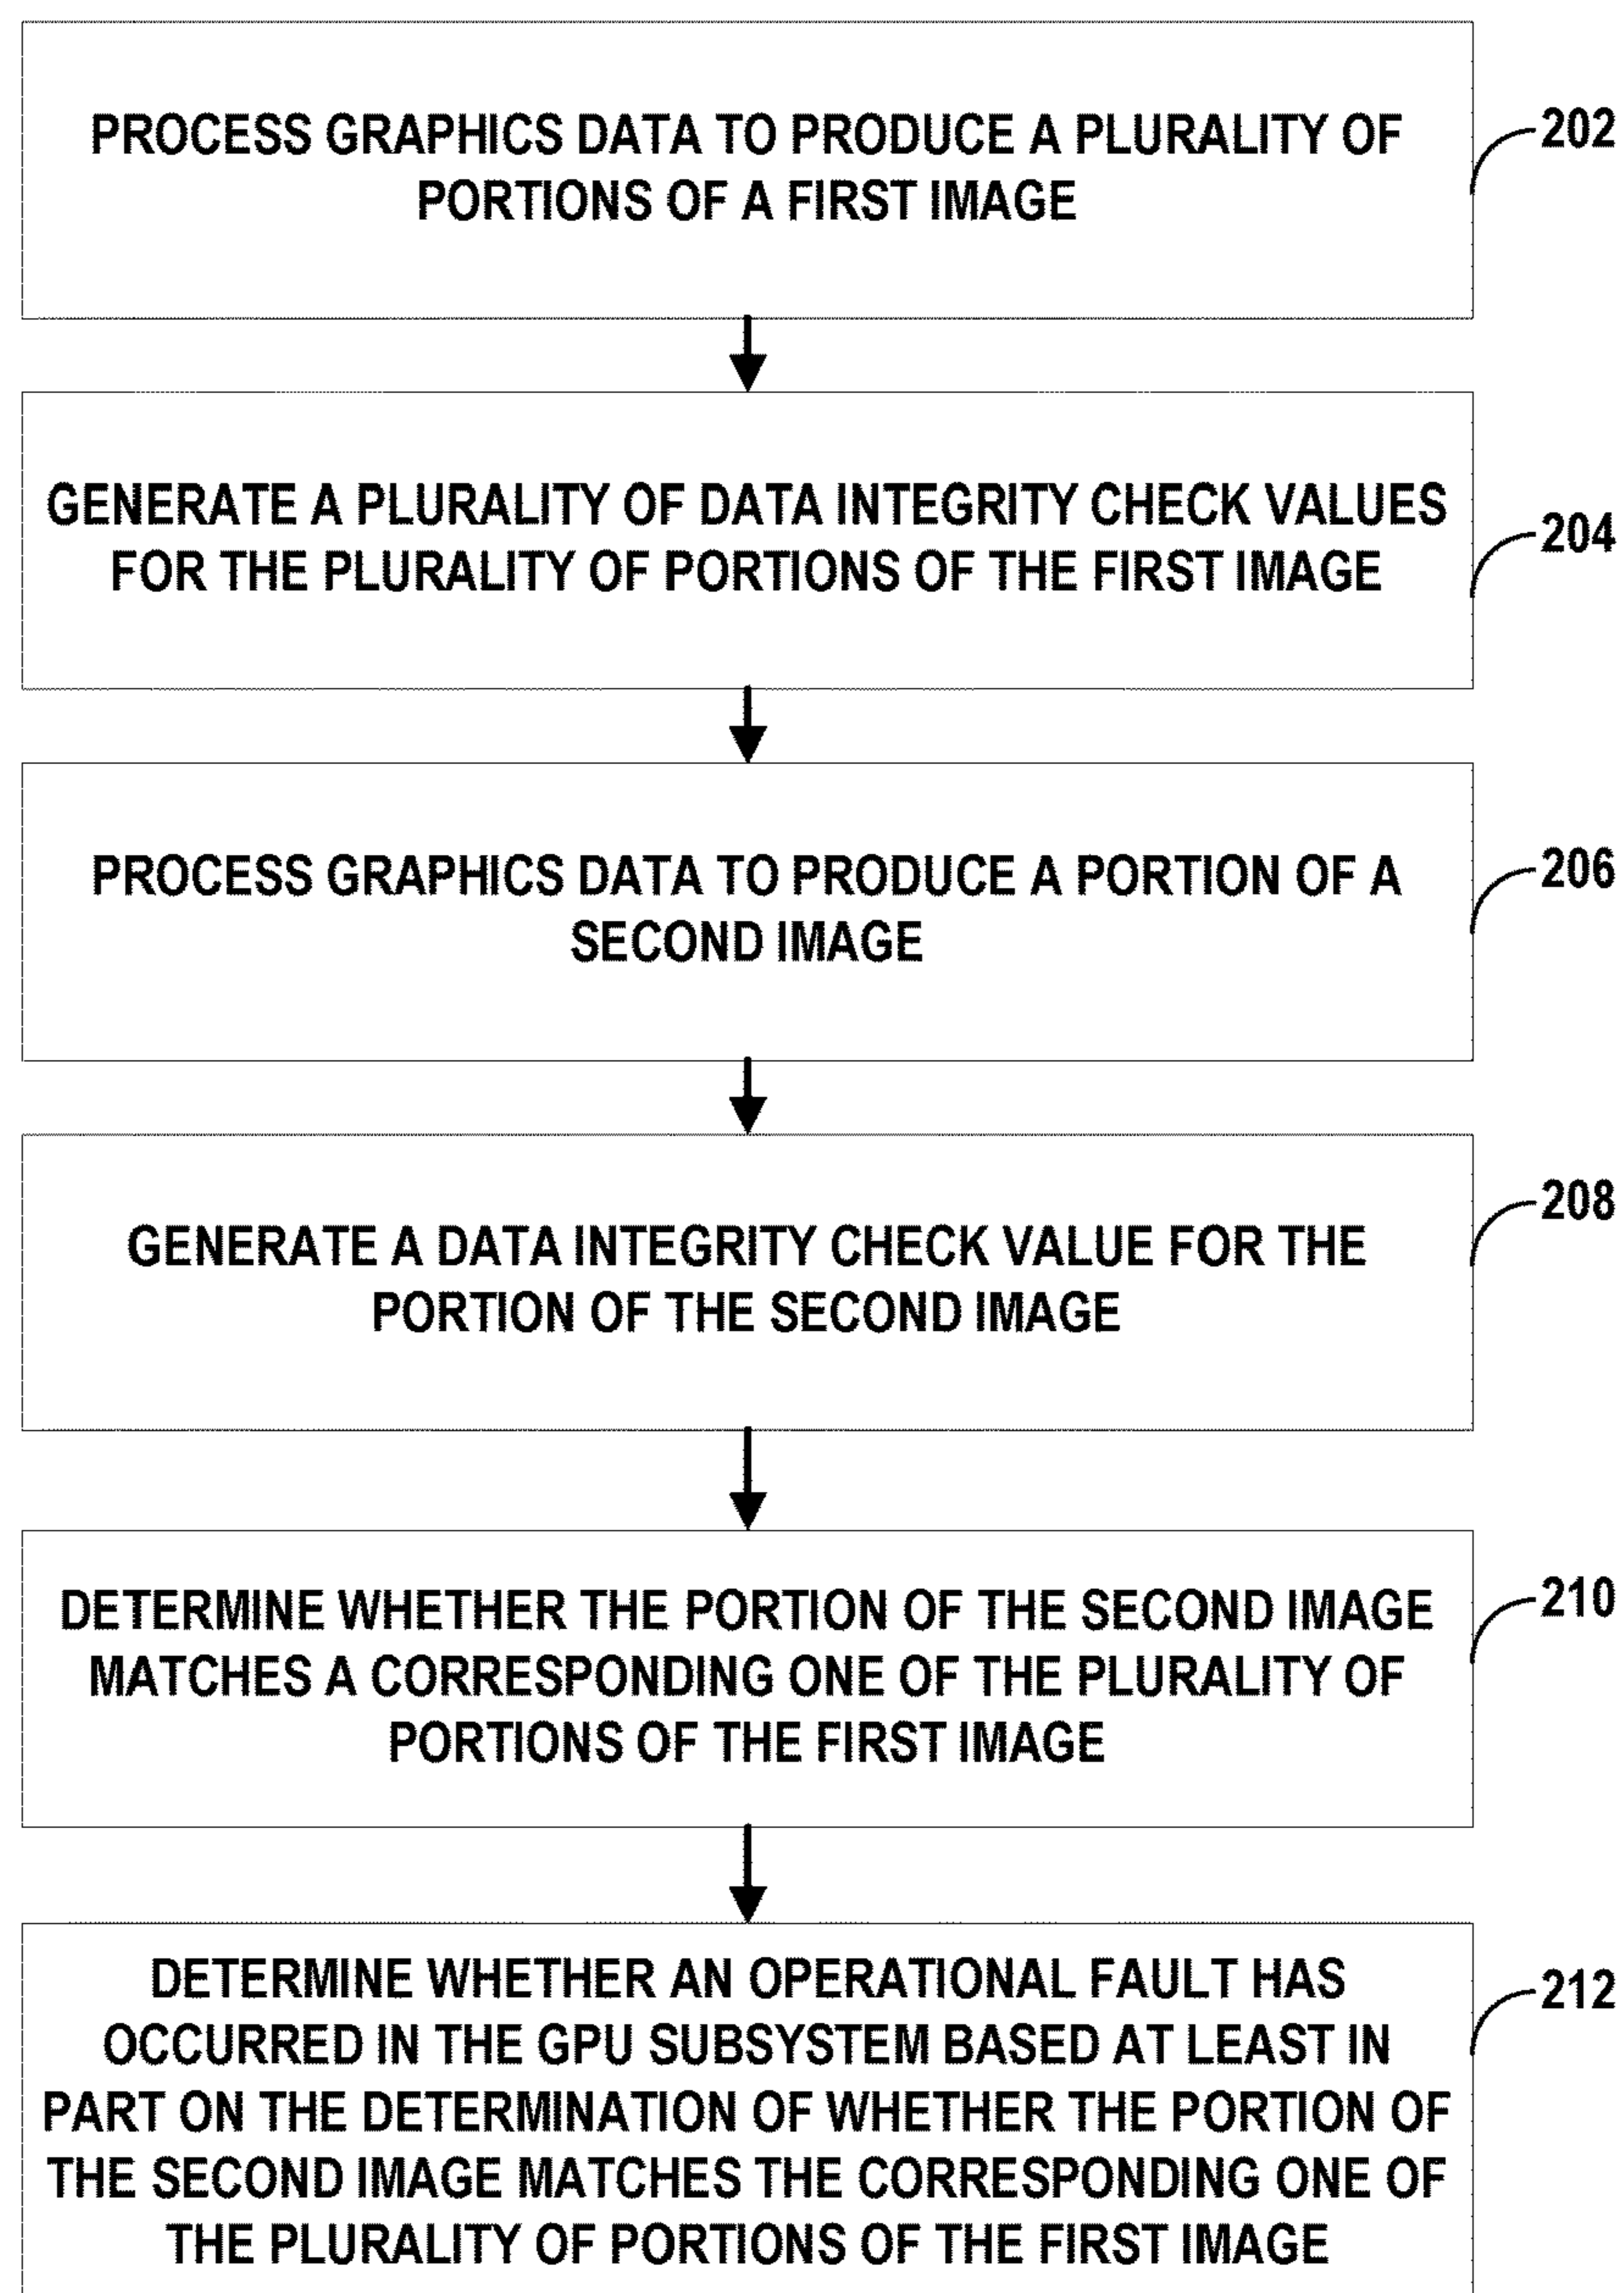 PROCESS GRAPHICS DATA TO PRODUCE A PLURALITY OF
PORTIONS OF A FIRST IMAGE
202
GENERATE A PLURALITY OF DATA INTEGRITY CHECK VALUES
FOR THE PLURALITY OF PORTIONS OF THE FIRST IMAGE
204
PROCESS GRAPHICS DATA TO PRODUCE A PORTION OF A
SECOND IMAGE
206
GENERATE A DATA INTEGRITY CHECK VALUE FOR THE
PORTION OF THE SECOND IMAGE
208
DETERMINE WHETHER THE PORTION OF THE SECOND IMAGE
MATCHES A CORRESPONDING ONE OF THE PLURALITY OF
PORTIONS OF THE FIRST IMAGE
210
DETERMINE WHETHER AN OPERATIONAL FAULT HAS
OCCURRED IN THE GPU SUBSYSTEM BASED AT LEAST IN
PART ON THE DETERMINATION OF WHETHER THE PORTION OF
THE SECOND IMAGE MATCHES THE CORRESPONDING ONE OF
THE PLURALITY OF PORTIONS OF THE FIRST IMAGE
212